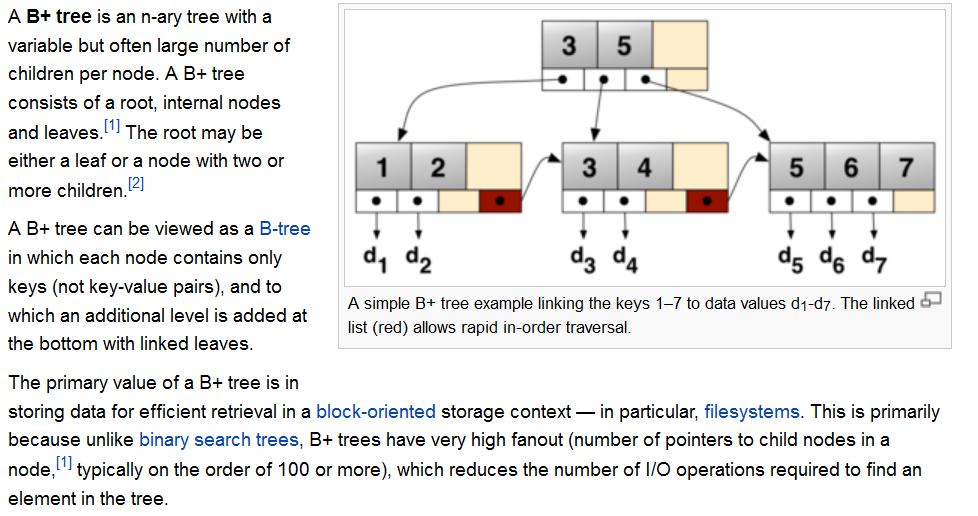 A B+ tree is an n-ary tree with a
variable but often large number of
children per node. A B+ tree
consists of a root, internal nodes
and leaves.[1] The root may be
either a leaf or a node with two or
more children.[2]
A B+ tree can be viewed as a B-tree
in which each node contains only
keys (not key-value pairs), and to
which an additional level is added at
the bottom with linked leaves.
3 5
1 2 3 4 5 6 7
d1 d2 d3 d4 d5 d6 d7
A simple B+ tree example linking the keys 1–7 to data values d1-d7. The linked
list (red) allows rapid in-order traversal.
The primary value of a B+ tree is in
storing data for efficient retrieval in a block-oriented storage context — in particular, filesystems. This is primarily
because unlike binary search trees, B+ trees have very high fanout (number of pointers to child nodes in a
node,[1] typically on the order of 100 or more), which reduces the number of I/O operations required to find an
element in the tree.